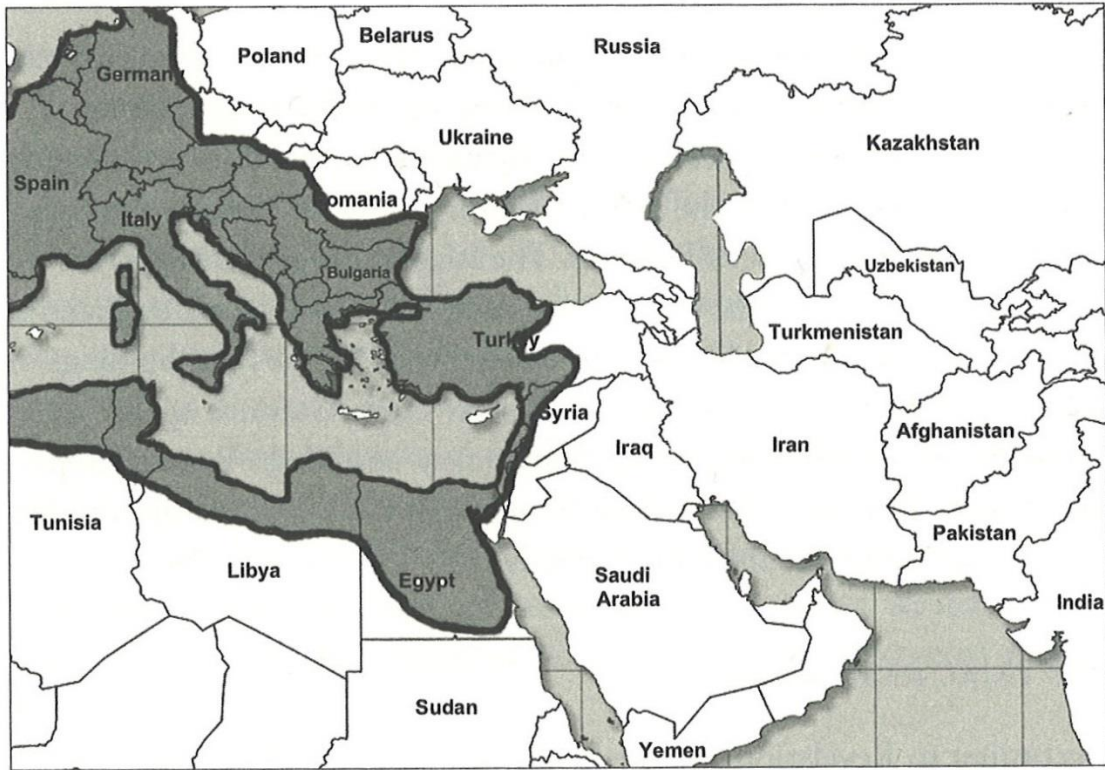 Belarus
Russia
Poland
Germany
Ukraine
Kazakhstan
Spain
omania
Italy
Uzbekistan
Bulgaria
Turkmenistan
Turkey
Syria
Afghanistan
Iraq
Iran
Tunisia
Pakistan
Libya
Egypt
Saudi
Arabia
India
Sudan
Yemen